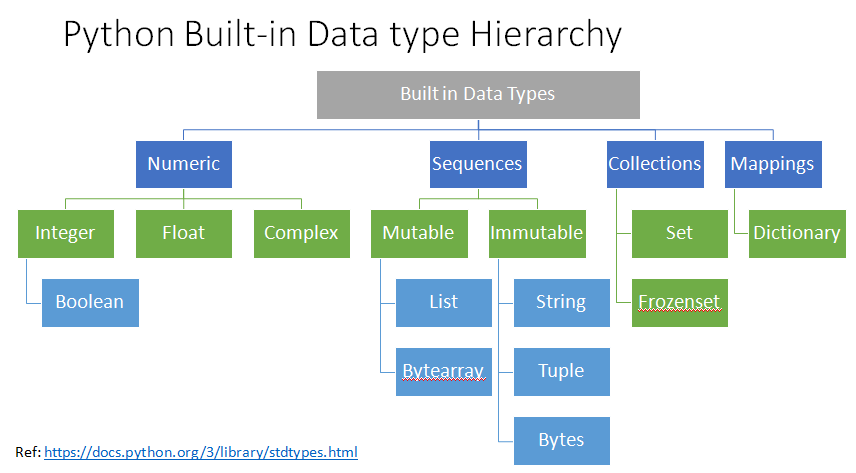 Python Built-in Data type Hierarchy
Built in Data Types
Numeric
Sequences
Collections
Mappings
Integer
Float
Complex
Mutable
Immutable
Set
Dictionary
Boolean
List
String
Frozenset
Bytearray
Tuple
Bytes
Ref: https://docs.python.org/3/library/stdtypes.html